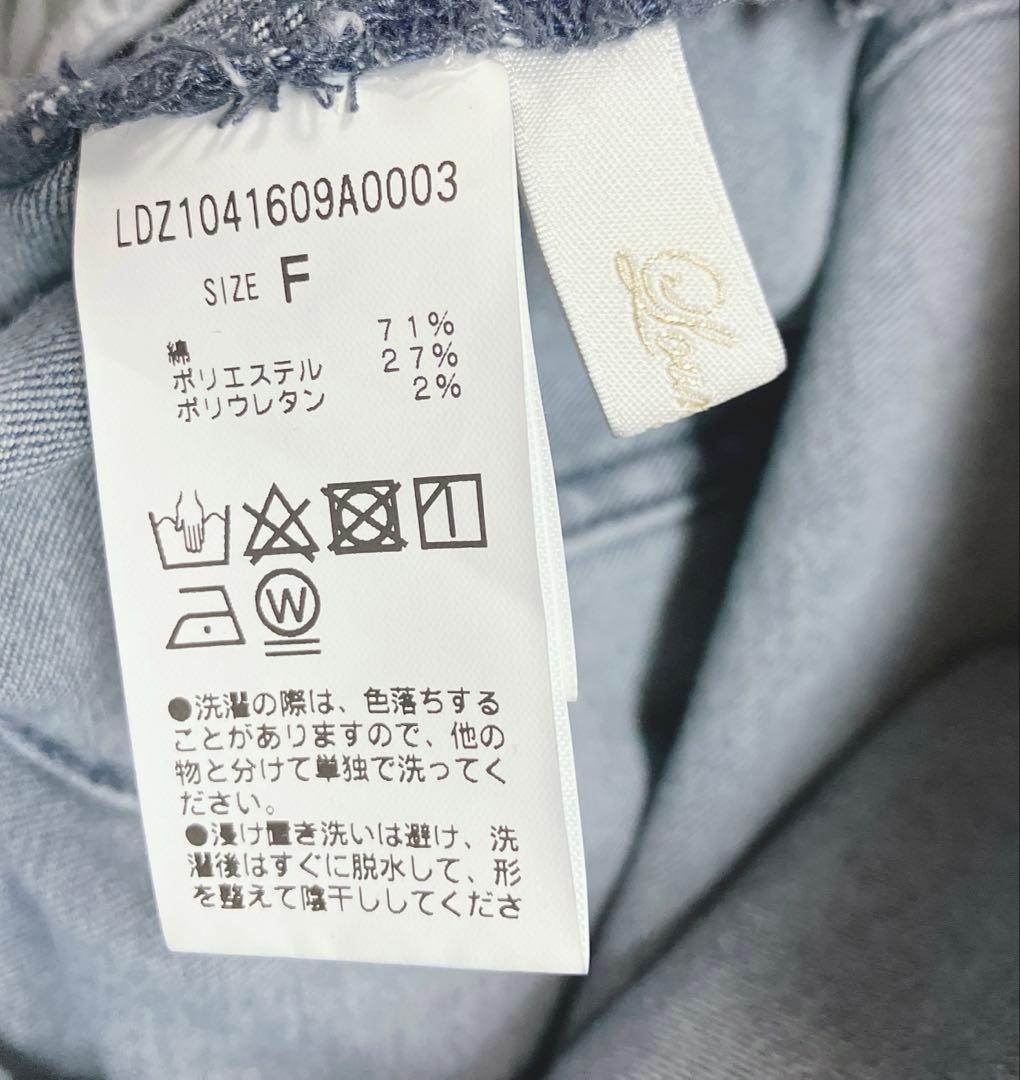 LDZ1041609A0003
SIZE F
綿 71%
ポリエステル 27%
ポリウレタン 2%
W
●洗濯の際は、色落ちする
ことがありますので、他の
物と分けて単独で洗ってく
ださい。
●浸け置き洗いは避け、洗
濯後はすぐに脱水して、形
を整えて陰干ししてくださ